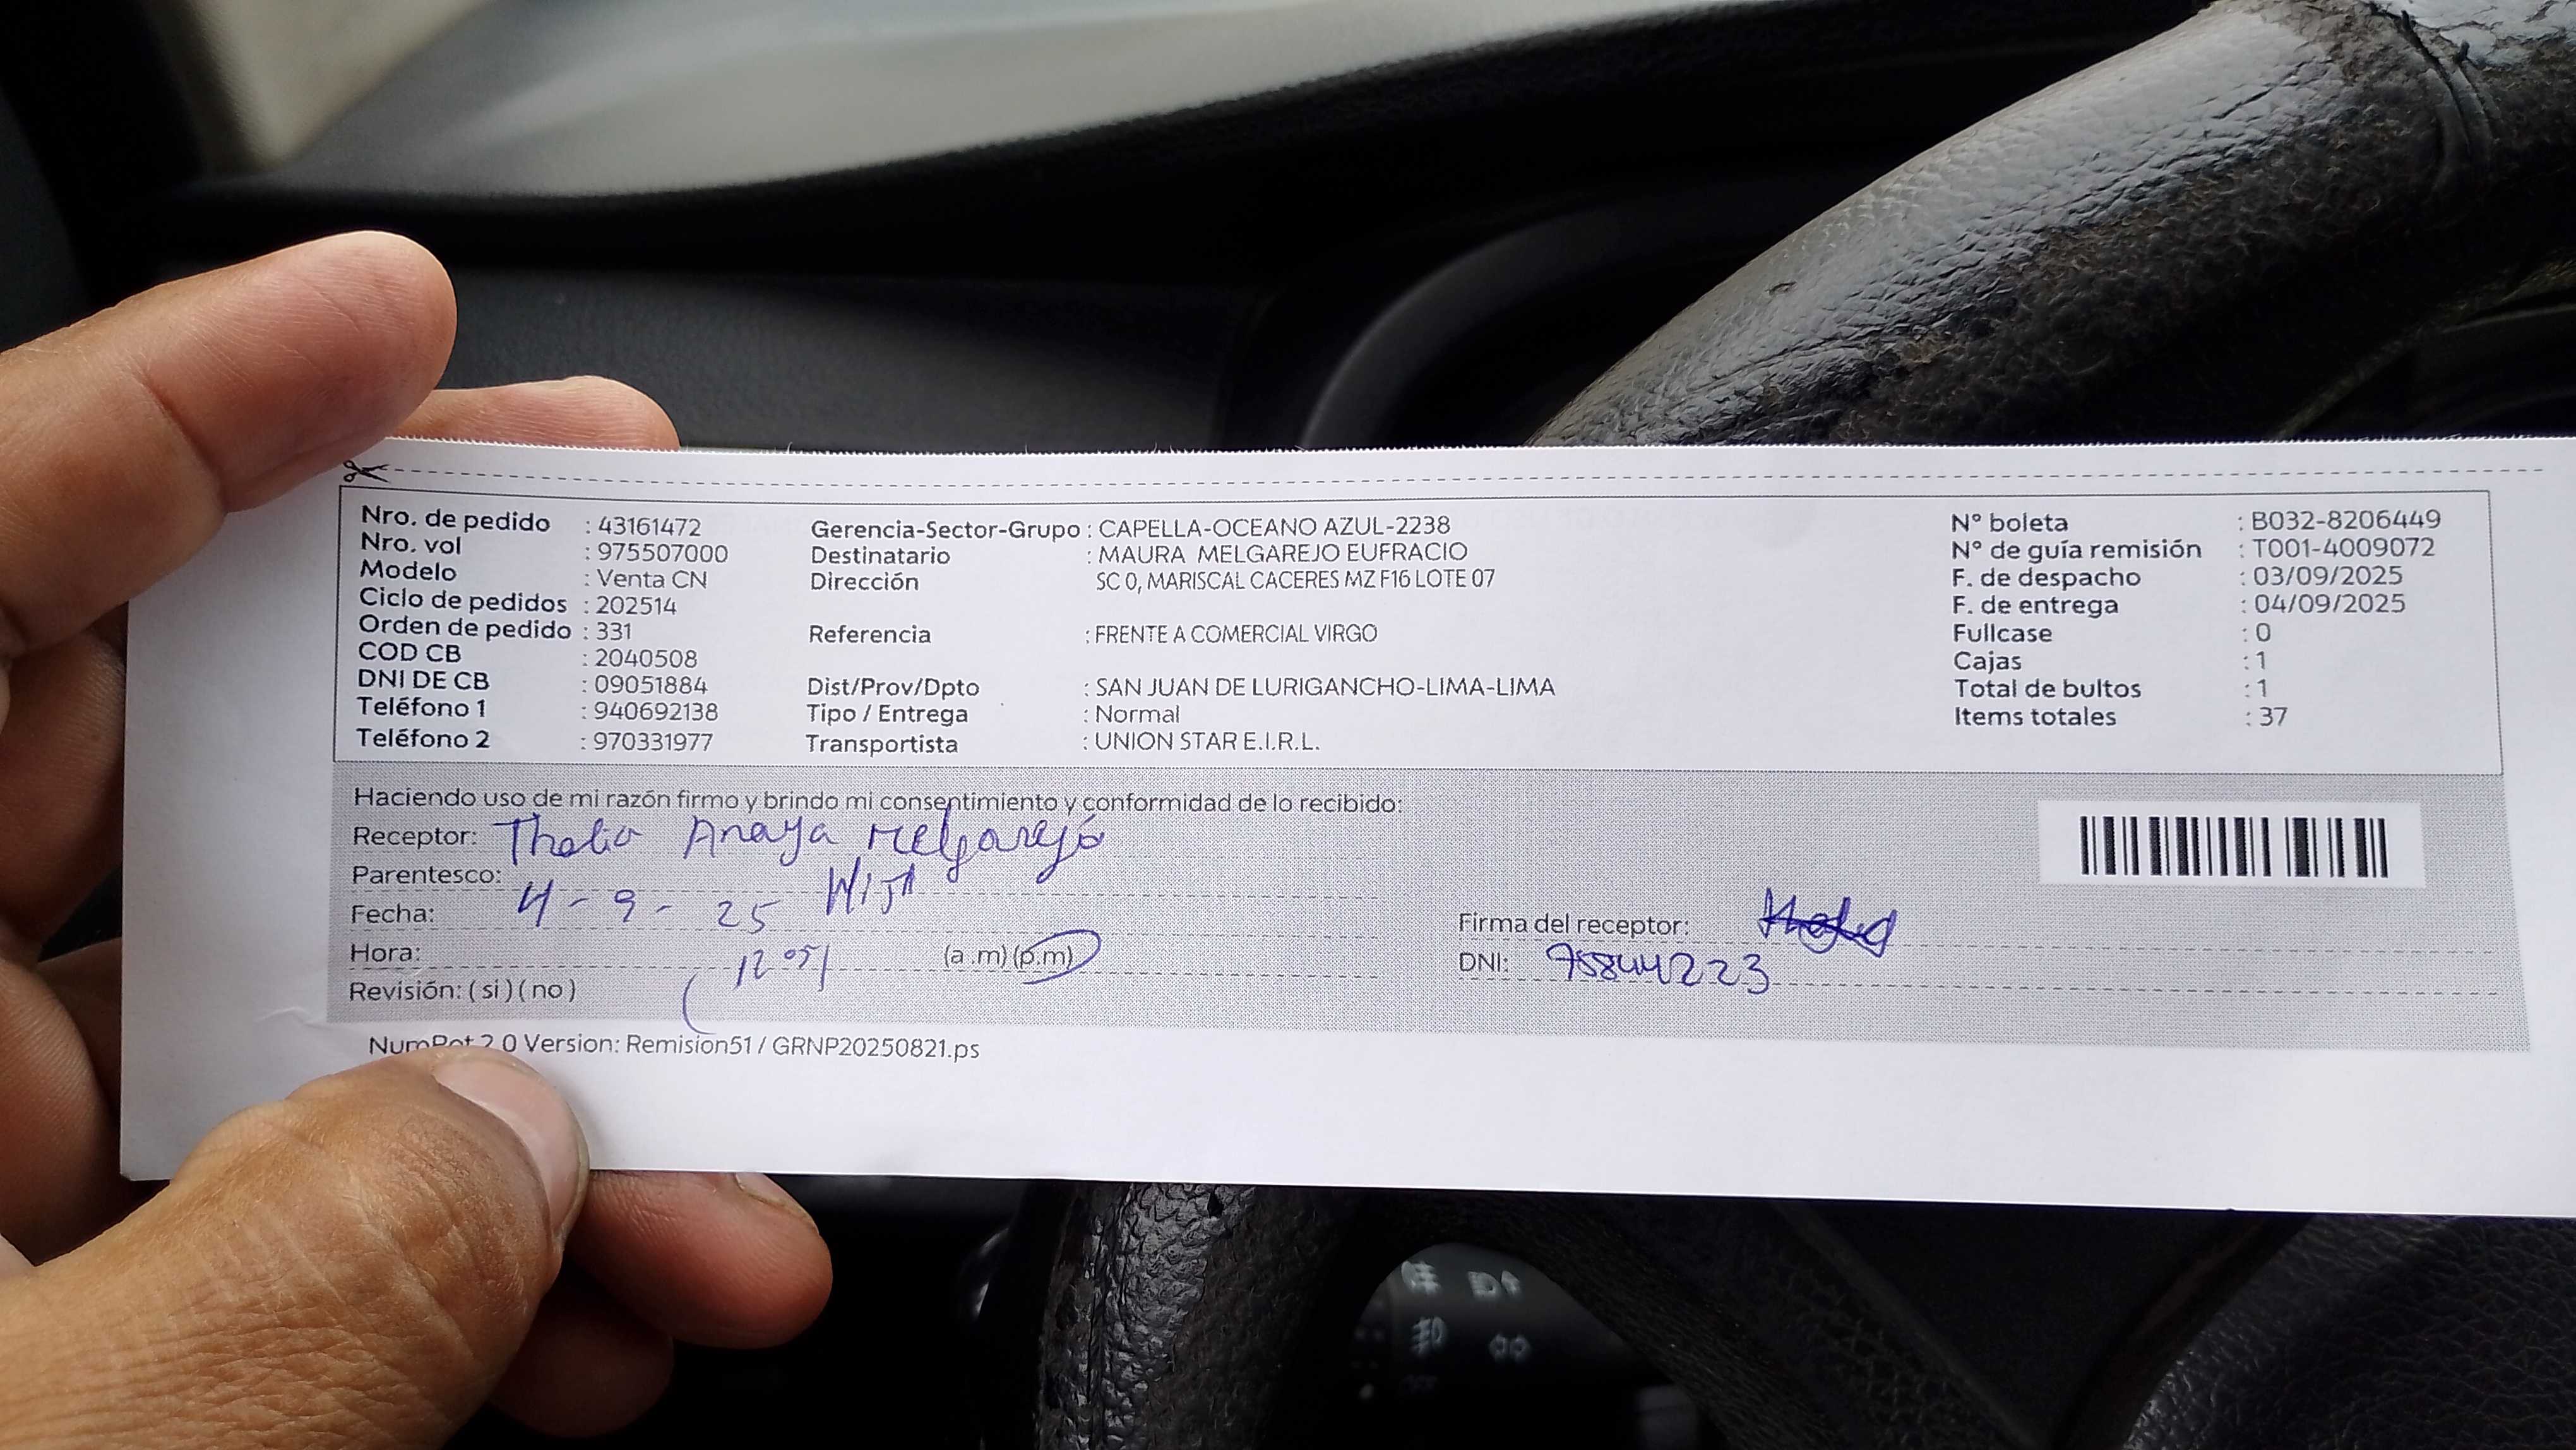 Nro. de pedido : 43161472
Nro. vol : 975507000
Modelo : Venta CN
Ciclo de pedidos : 202514
Orden de pedido : 331
COD CB : 2040508
DNI DE CB : 09051884
Teléfono 1 : 940692138
Teléfono 2 : 970331977
Gerencia-Sector-Grupo : CAPELLA-OCEANO AZUL-2238
Destinatario : MAURA MELGAREJO EUFRACIO
Dirección SC 0, MARISCAL CACERES MZ F16 LOTE 07
Referencia : FRENTE A COMERCIAL VIRGO
Dist/Prov/Dpto : SAN JUAN DE LURIGANCHO-LIMA-LIMA
Tipo / Entrega : Normal
Transportista : UNION STAR E.I.R.L.
N° boleta : B032-8206449
N° de guía remisión : T001-4009072
F. de despacho : 03/09/2025
F. de entrega : 04/09/2025
Fullcase : 0
Cajas : 1
Total de bultos : 1
Items totales : 37
Haciendo uso de mi razón firmo y brindo mi consentimiento y conformidad de lo recibido:
Receptor: Anaya Melgarejo
Parentesco: HIJA
Fecha: 4-9-25
Hora: 12 05 (a.m) (p.m)
Revisión: ( si ) ( no )
Firma del receptor:
DNI: 75844223
NumPot 2.0 Version: Remision51 / GRNP20250821.ps